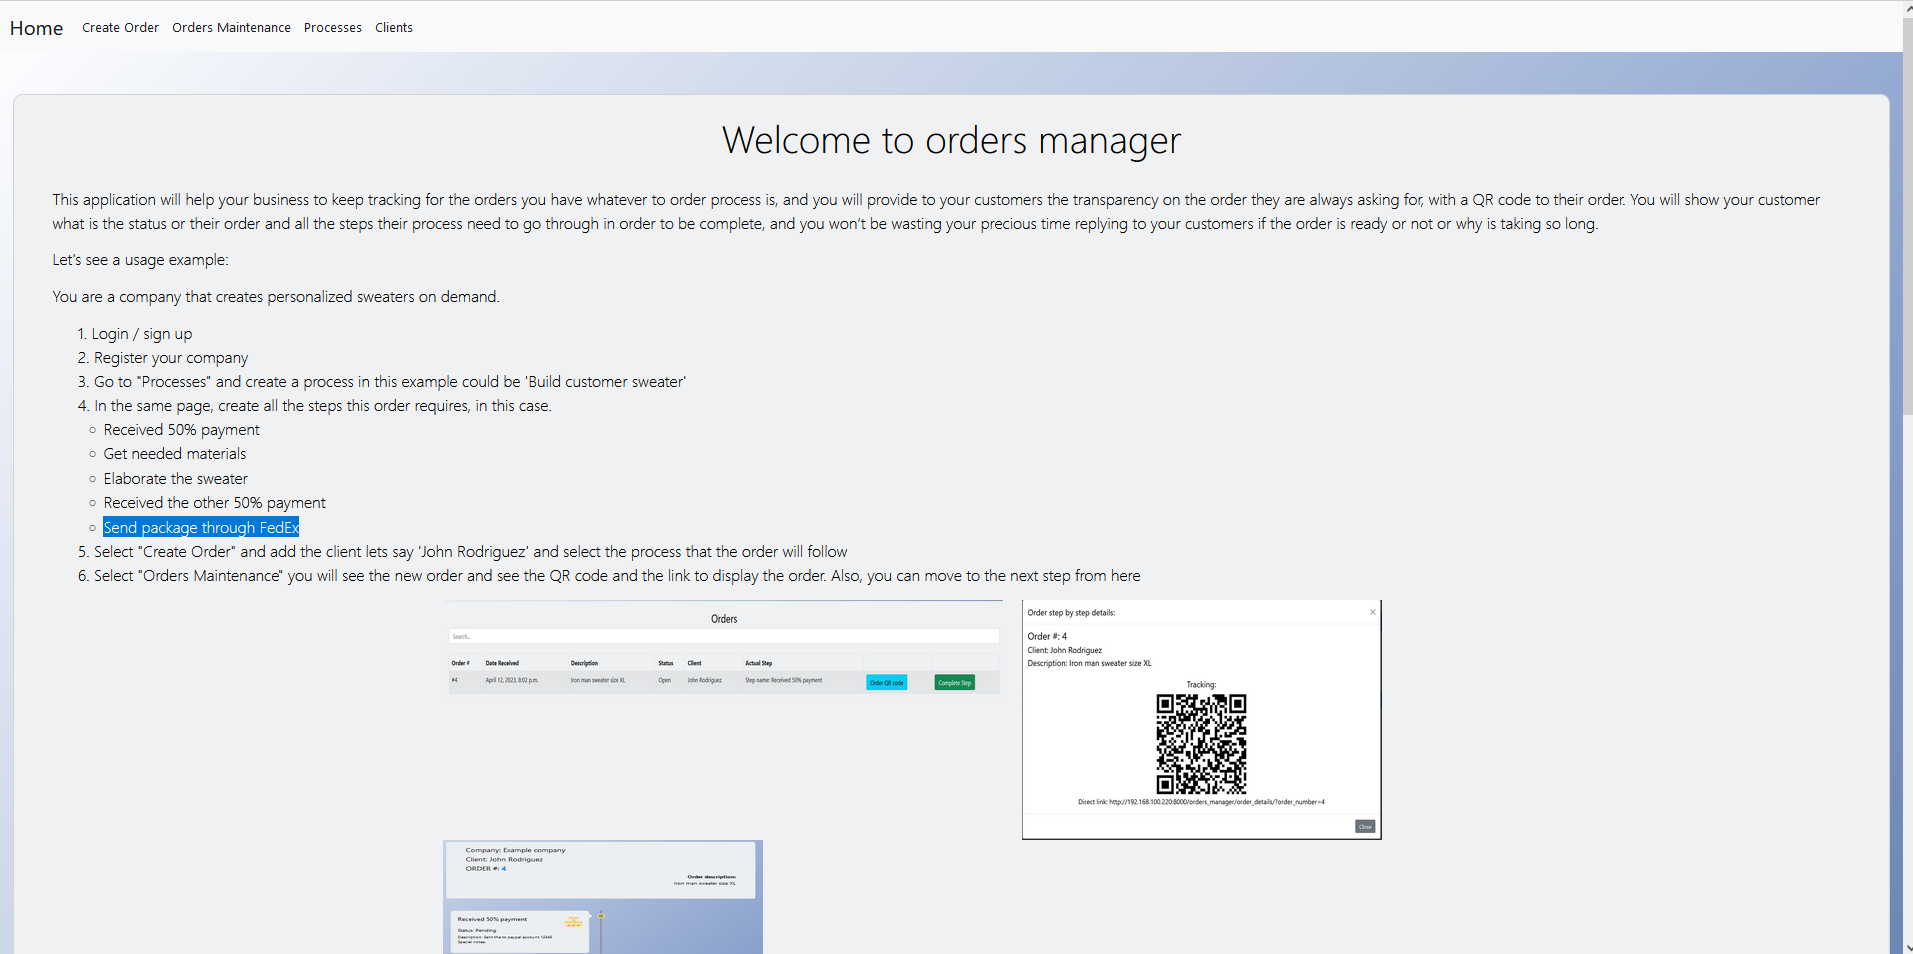 Home Create Order Orders Maintenance Processes Clients
Welcome to orders manager
This application will help your business to keep tracking for the orders you have whatever to order process is, and you will provide to your customers the transparency on the order they are always asking for, with a QR code to their order. You will show your customer
what is the status or their order and all the steps their process need to go through in order to be complete, and you won't be wasting your precious time replying to your customers if the order is ready or not or why is taking so long.
Let's see a usage example:
You are a company that creates personalized sweaters on demand.
1. Login / sign up
2. Register your company
3. Go to "Processes" and create a process in this example could be 'Build customer sweater'
4. In the same page, create all the steps this order requires, in this case.
Received 50% payment
Get needed materials
Elaborate the sweater
Received the other 50% payment
Send package through FedEx
5. Select "Create Order" and add the client lets say 'John Rodriguez' and select the process that the order will follow
6. Select "Orders Maintenance" you will see the new order and see the QR code and the link to display the order. Also, you can move to the next step from here
Orders
Search..
Order # Date Received Description Status Client Actual Step
#4 April 12, 2023, 8:02 p.m. Iron man sweater size XL Open John Rodriguez Step name: Received 50% payment Order QR code Complete Step
Order step by step details: ×
Order #: 4
Client: John Rodriguez
Description: Iron man sweater size XL
Tracking:
Direct link: http://192.168.100.220:8000/orders_manager/order_details/?order_number=4
Close
Company: Example company
Client: John Rodriguez
ORDER #: 4
Order description:
Iron man sweater size XL
Received 50% payment
Status: Pending
Description: Sent the to paypal account 12345
Special notes: